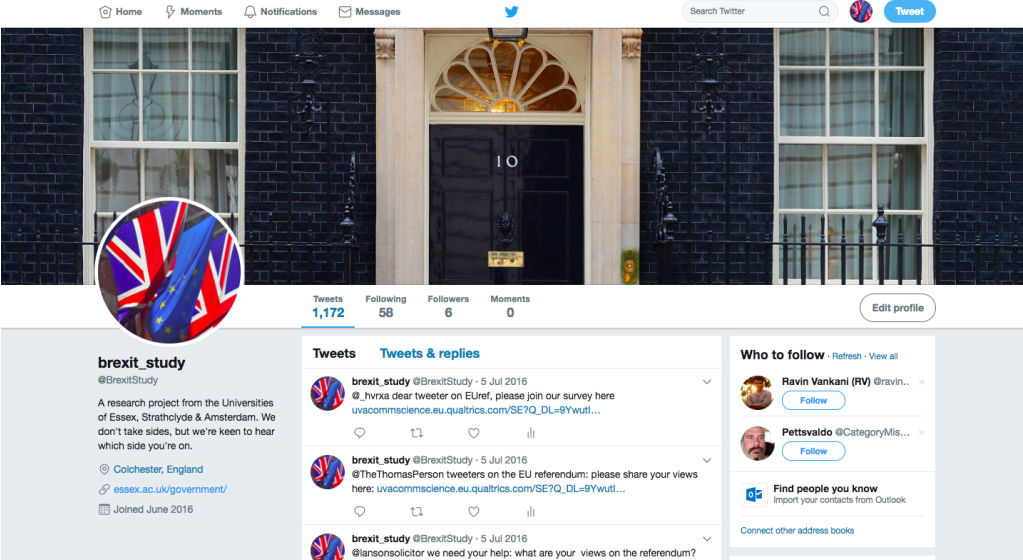 Home Moments Notifications Messages Search Twitter Tweet
10
Tweets Following Followers Moments
1,172 58 6 0
Edit profile
brexit_study
@BrexitStudy
A research project from the Universities
of Essex, Strathclyde & Amsterdam. We
don't take sides, but we're keen to hear
which side you're on.
Colchester, England
essex.ac.uk/government/
Joined June 2016
Tweets Tweets & replies
brexit_study @BrexitStudy · 5 Jul 2016
@_hvrxa dear tweeter on EUref, please join our survey here
uvacommscience.eu.qualtrics.com/SE?Q_DL=9YwutI…
brexit_study @BrexitStudy · 5 Jul 2016
@TheThomasPerson tweeters on the EU referendum: please share your views
here: uvacommscience.eu.qualtrics.com/SE?Q_DL=9YwutI…
brexit_study @BrexitStudy · 5 Jul 2016
@lansonsolicitor we need your help: what are your views on the referendum?
Who to follow · Refresh · View all
Ravin Vankani (RV) @ravin..
Follow
Pettsvaldo @CategoryMis...
Follow
Find people you know
Import your contacts from Outlook
Connect other address books